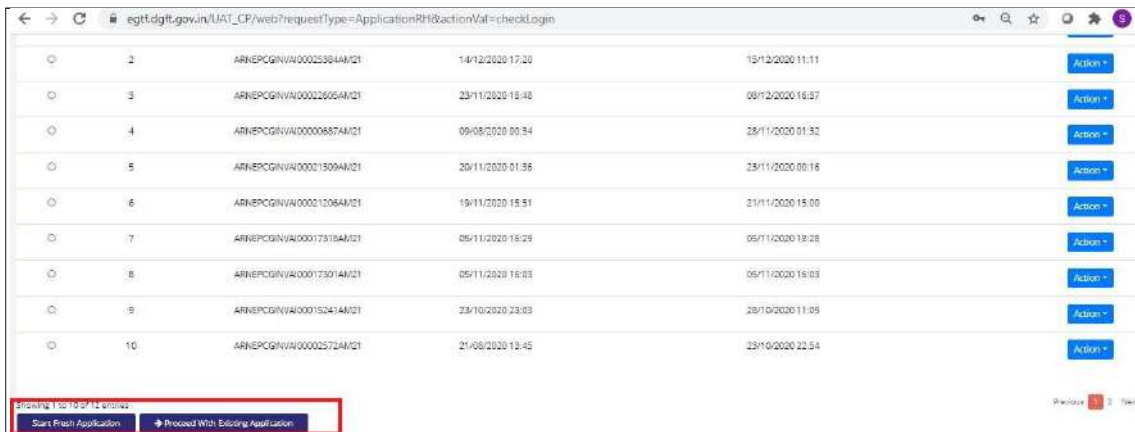 egtf.dgft.gov.in/UAT_CP/web?requestType=ApplicationRH&actionVal=checkLogin
S
2 ARNEPCGINVAI00025384AM21 14/12/2020 17:20 15/12/2020 11:11 Action
3 ARNEPCGINVAI00022605AM21 23/11/2020 18:48 08/12/2020 16:37 Action
4 ARNEPCGINVAI00000687AM21 09/08/2020 00:34 28/11/2020 01:32 Action
5 ARNEPCGINVAI00021309AM21 20/11/2020 01:36 23/11/2020 00:16 Action
6 ARNEPCGINVAI00021206AM21 19/11/2020 15:51 21/11/2020 15:00 Action
7 ARNEPCGINVAI00017318AM21 05/11/2020 16:29 05/11/2020 18:28 Action
8 ARNEPCGINVAI00017301AM21 05/11/2020 16:03 05/11/2020 16:03 Action
9 ARNEPCGINVAI00015241AM21 23/10/2020 23:03 28/10/2020 11:09 Action
10 ARNEPCGINVAI00002572AM21 21/08/2020 13:45 23/10/2020 22:54 Action
Showing 1 to 10 of 12 entries Previous 1 2
Start Fresh Application Proceed With Existing Application